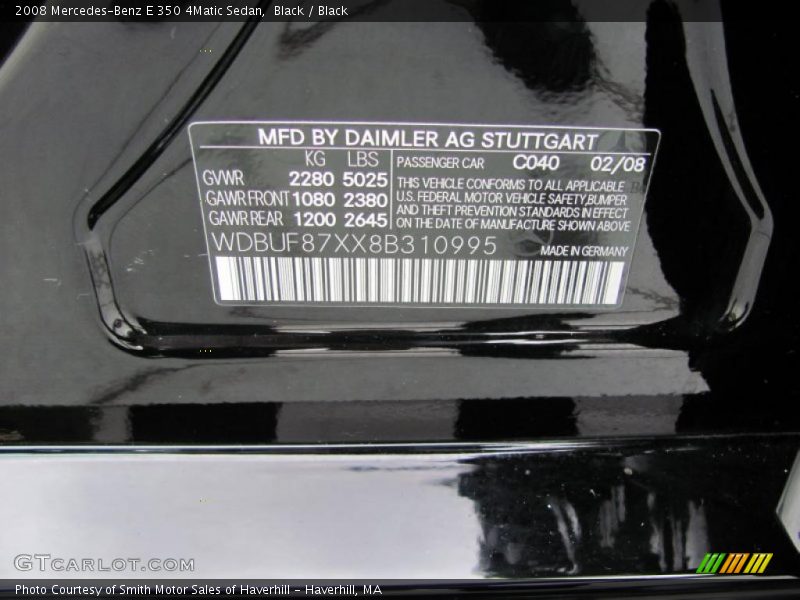 2008 Mercedes-Benz E 350 4Matic Sedan, Black / Black
MFD BY DAIMLER AG STUTTGART
KG LBS
GVWR 2280 5025
GAWR FRONT 1080 2380
GAWR REAR 1200 2645
PASSENGER CAR C040 02/08
THIS VEHICLE CONFORMS TO ALL APPLICABLE
U.S. FEDERAL MOTOR VEHICLE SAFETY, BUMPER
AND THEFT PREVENTION STANDARDS IN EFFECT
ON THE DATE OF MANUFACTURE SHOWN ABOVE
WDBUF87XX8B310995
MADE IN GERMANY
GTCARLOT.COM
Photo Courtesy of Smith Motor Sales of Haverhill - Haverhill, MA